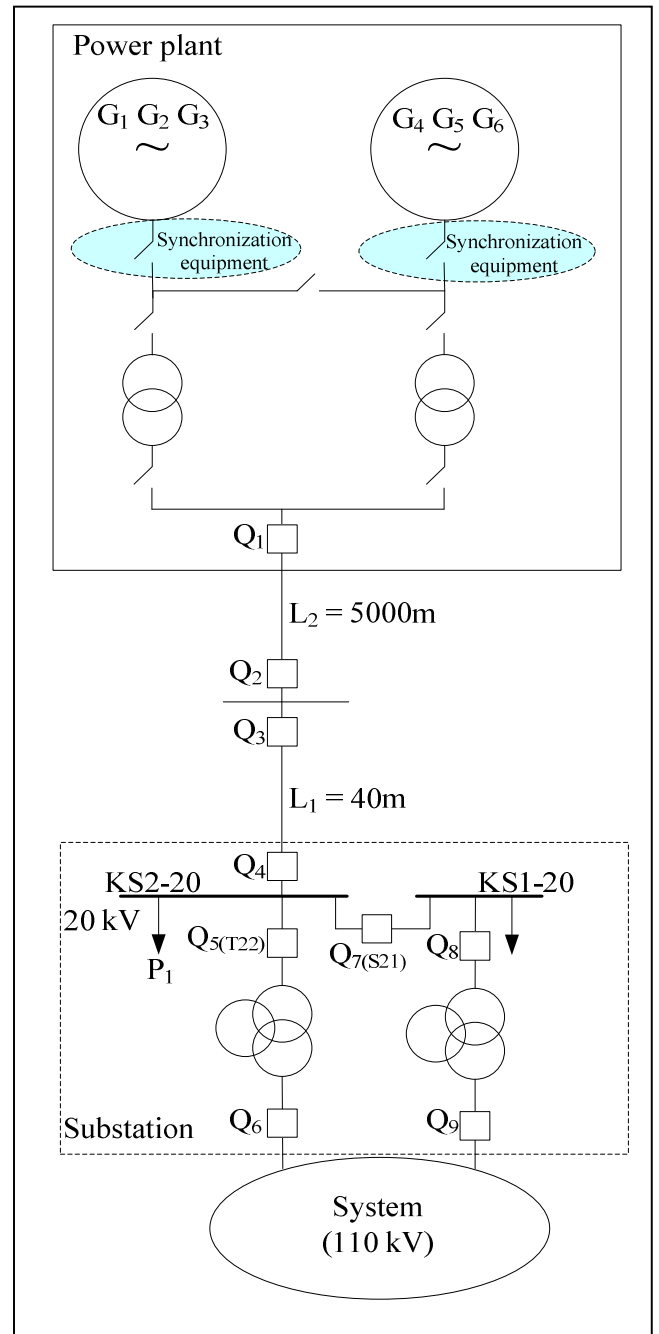 Power plant
G1 G2 G3
~
G4 G5 G6
~
Synchronization
equipment
Synchronization
equipment
Q1
L2 = 5000m
Q2
Q3
L1 = 40m
Q4
KS2-20
KS1-20
20 kV
Q5(T22)
Q7(S21)
Q8
P1
Q6
Q9
Substation
System
(110 kV)